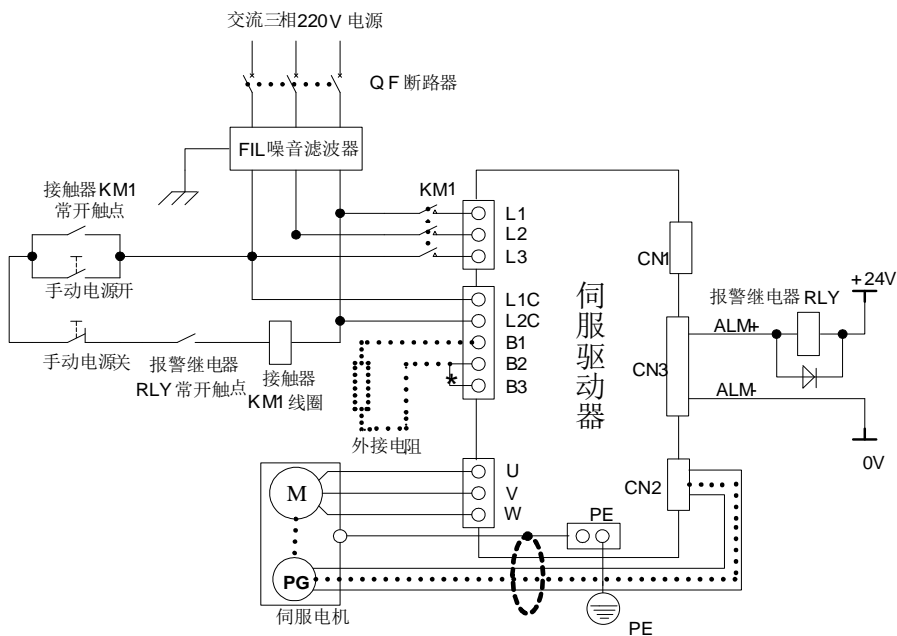 交流三相220V 电源
QF 断路器
FIL噪音滤波器
接触器KM1
常开触点
KM1
L1
L2
L3
CN1
手动电源开
伺服驱动器
报警继电器 RLY
+24V
L1C
L2C
B1
B2
B3
*
ALM+
CN3
ALM-
手动电源关
报警继电器
RLY 常开触点
接触器
KM1 线圈
外接电阻
0V
U
V
W
CN2
M
PE
PG
伺服电机
PE